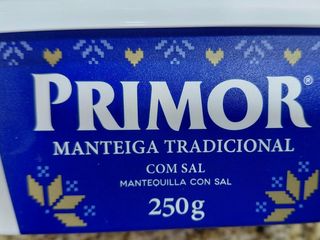 PRIMOR®
MANTEIGA TRADICIONAL
COM SAL
MANTEQUILLA CON SAL
250g